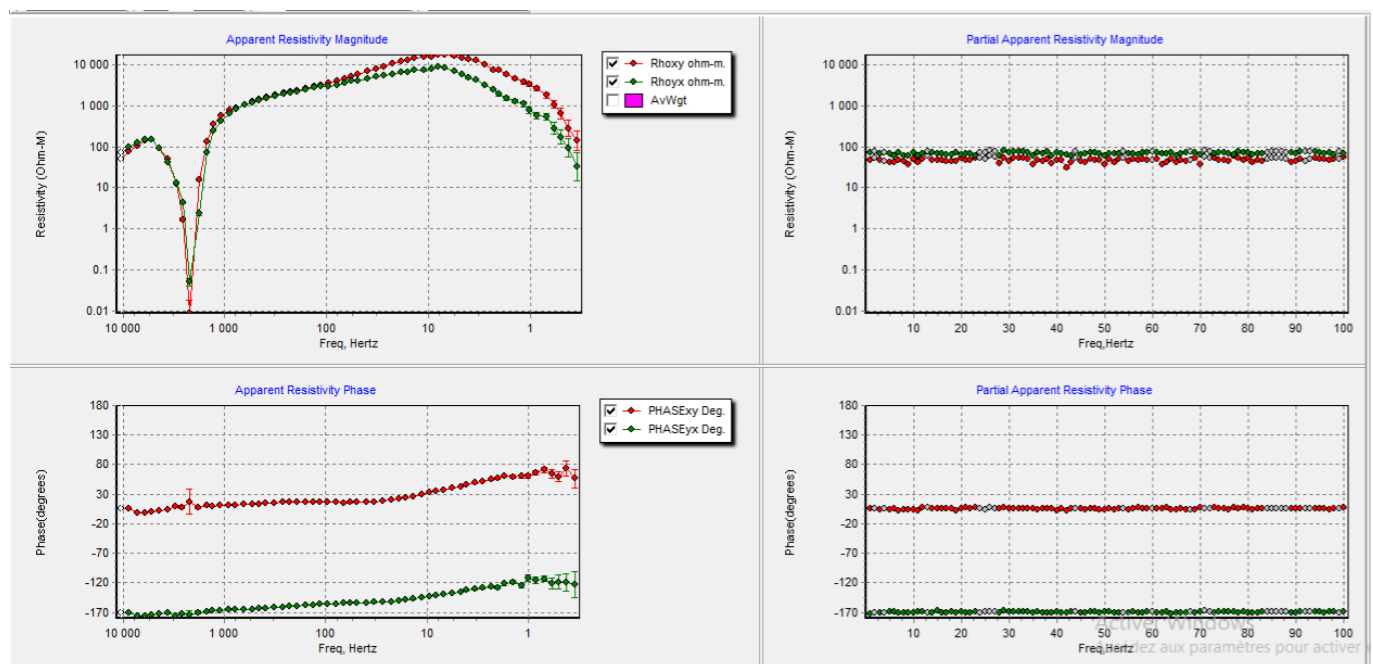 Apparent Resistivity Magnitude
10 000
1 000
100
10
1
0.1
0.01
Resistivity (Ohm-M)
10 000
1 000
100
10
1
Freq, Hertz
Rhoxy ohm-m.
Rhoyx ohm-m.
AvWgt
Partial Apparent Resistivity Magnitude
10 000
1 000
100
10
1
0.1
0.01
Resistivity (Ohm-M)
10 20 30 40 50 60 70 80 90 100
Freq,Hertz
Apparent Resistivity Phase
180
130
80
30
-20
-70
-120
-170
Phase(degrees)
10 000
1 000
100
10
1
Freq, Hertz
PHASExy Deg.
PHASEyx Deg.
Partial Apparent Resistivity Phase
180
130
80
30
-20
-70
-120
-170
Phase(degrees)
10 20 30 40 50 60 70 80 90 100
Freq,Hertz
Activer Windows
aux paramètres pour activer